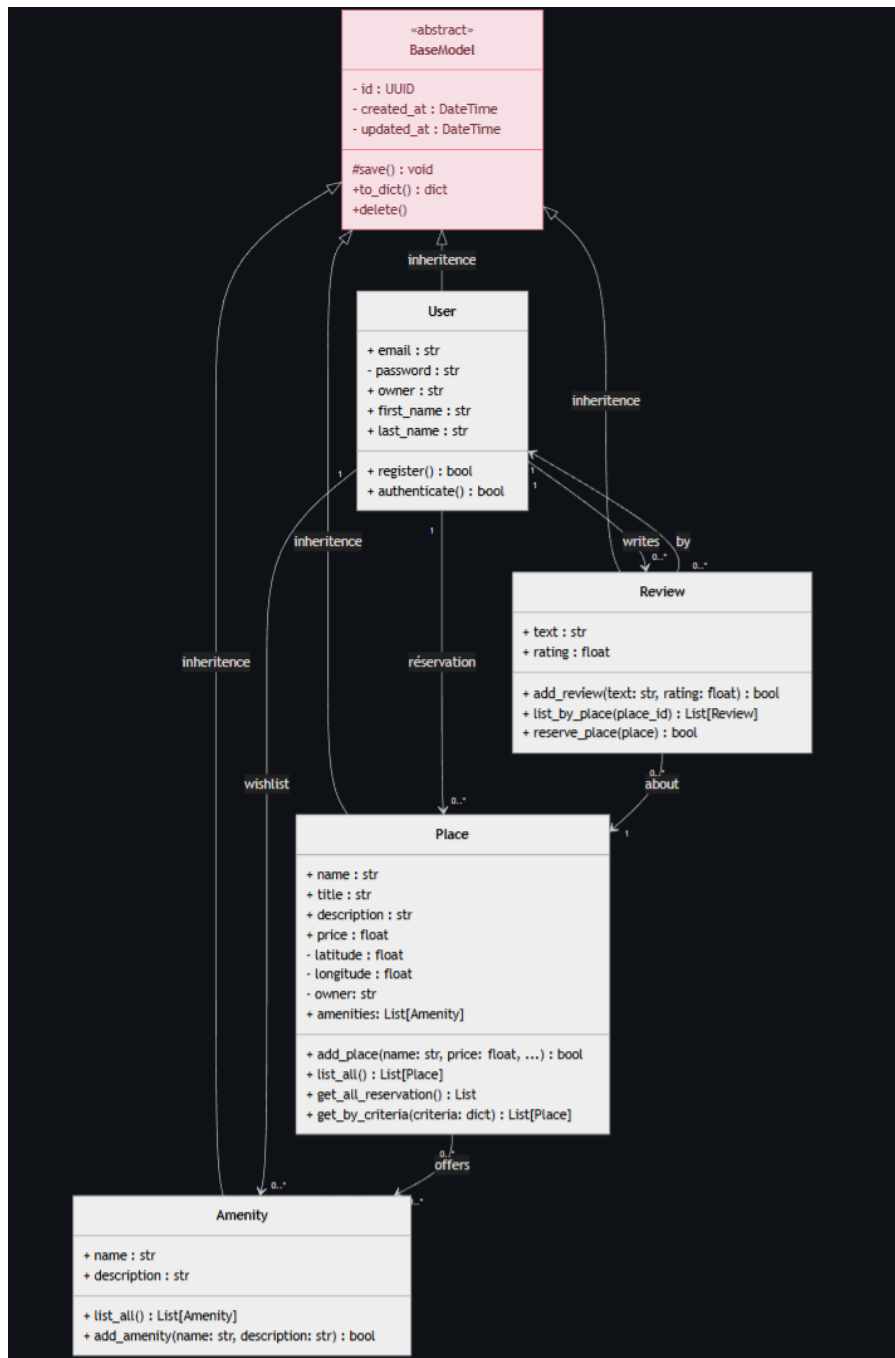 «abstract»
BaseModel
- id : UUID
- created_at : DateTime
- updated_at : DateTime
#save() : void
+to_dict() : dict
+delete()
inheritence
User
+ email : str
- password : str
+ owner : str
+ first_name : str
+ last_name : str
+ register() : bool
+ authenticate() : bool
inheritence
1
1
1
1
inheritence
writes
by
0..*
0..*
Review
+ text : str
+ rating : float
+ add_review(text: str, rating: float) : bool
+ list_by_place(place_id) : List[Review]
+ reserve_place(place) : bool
inheritence
réservation
wishlist
0..*
about
0..*
1
Place
+ name : str
+ title : str
+ description : str
+ price : float
- latitude : float
- longitude : float
- owner: str
+ amenities: List[Amenity]
+ add_place(name: str, price: float, ...) : bool
+ list_all() : List[Place]
+ get_all_reservation() : List
+ get_by_criteria(criteria: dict) : List[Place]
0..*
offers
0..*
0..*
Amenity
+ name : str
+ description : str
+ list_all() : List[Amenity]
+ add_amenity(name: str, description: str) : bool